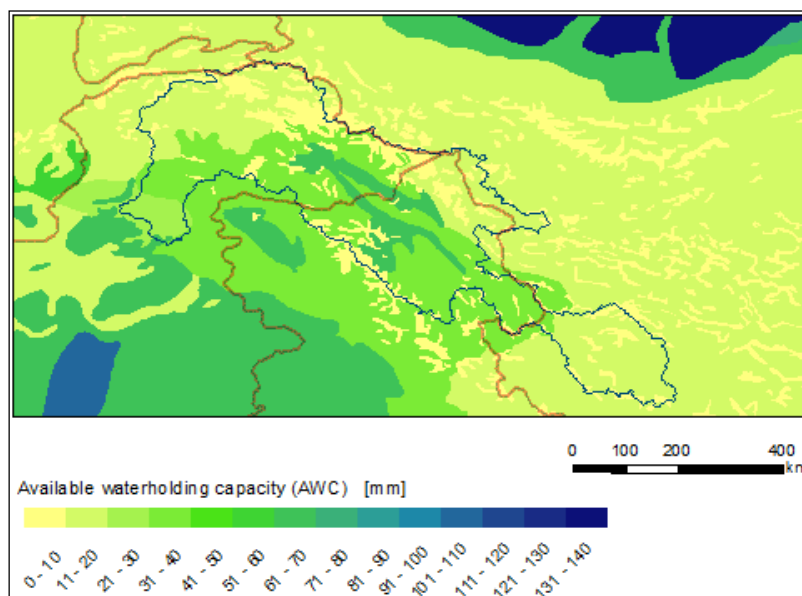 0 100 200 400
km
Available waterholding capacity (AWC) [mm]
0 - 10
11 - 20
21 - 30
31 - 40
41 - 50
51 - 60
61 - 70
71 - 80
81 - 90
91 - 100
101 - 110
111 - 120
121 - 130
131 - 140